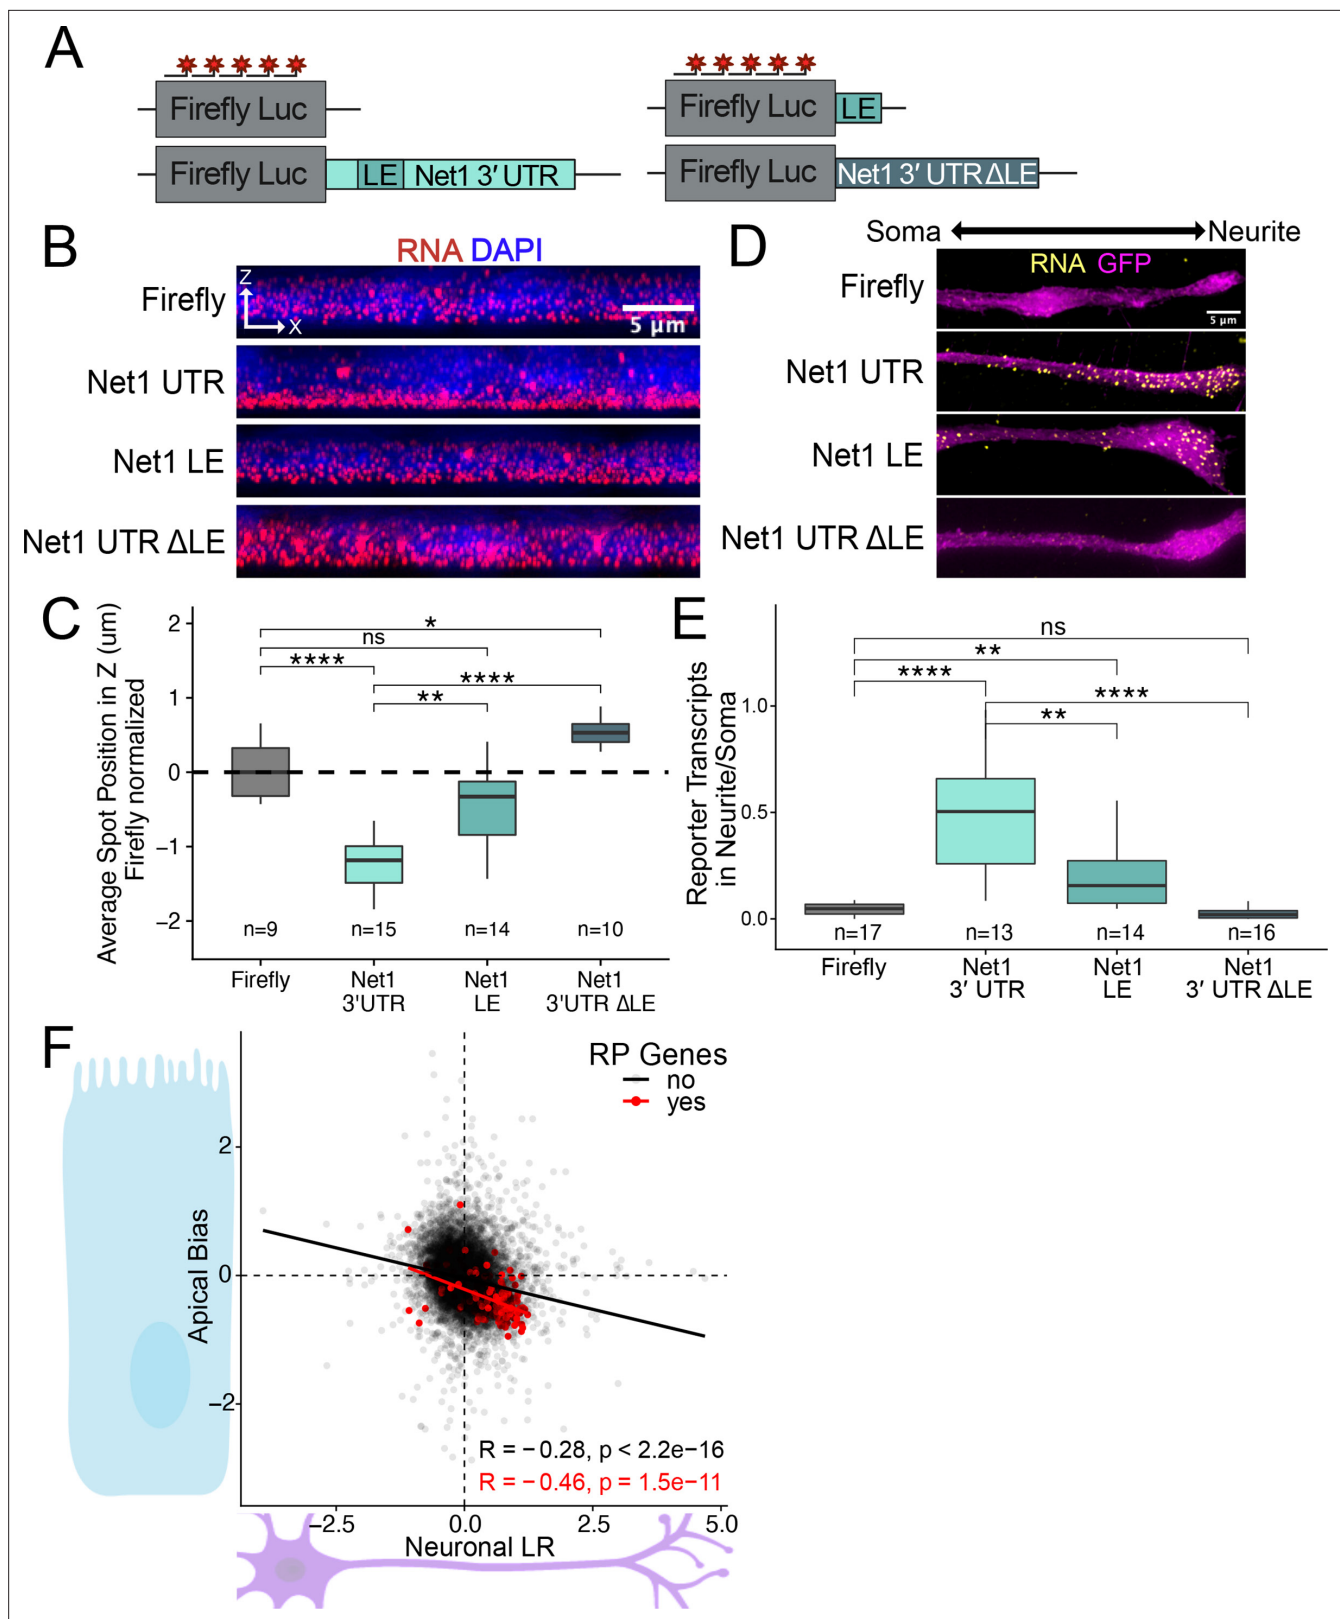 A
Firefly Luc
Firefly Luc LE Net1 3′ UTR
Firefly Luc LE
Firefly Luc Net1 3′ UTR ΔLE
B
RNA DAPI
Firefly
Z
X
5 μm
Net1 UTR
Net1 LE
Net1 UTR ΔLE
D
Soma Neurite
RNA GFP
Firefly
5 μm
Net1 UTR
Net1 LE
Net1 UTR ΔLE
C
Average Spot Position in Z (um)
Firefly normalized
2
1
0
−1
−2
*
ns
****
****
**
n=9
n=15
n=14
n=10
Firefly
Net1
3'UTR
Net1
LE
Net1
3'UTR ΔLE
E
Reporter Transcripts
in Neurite/Soma
1.0
0.5
0.0
ns
**
****
****
**
n=17
n=13
n=14
n=16
Firefly
Net1
3′ UTR
Net1
LE
Net1
3′ UTR ΔLE
F
RP Genes
no
yes
Apical Bias
2
0
−2
R = −0.28, p < 2.2e−16
R = −0.46, p = 1.5e−11
−2.5
0.0
2.5
5.0
Neuronal LR